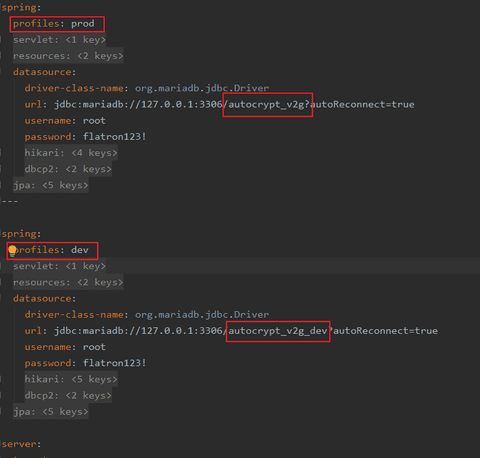 spring:
profiles: prod
servlet: <1 key>
resources: <2 keys>
datasource:
driver-class-name: org.mariadb.jdbc.Driver
url: jdbc:mariadb://127.0.0.1:3306/autocrypt_v2g?autoReconnect=true
username: root
password: flatron123!
hikari: <4 keys>
dbcp2: <2 keys>
jpa: <5 keys>
---
spring:
profiles: dev
servlet: <1 key>
resources: <2 keys>
datasource:
driver-class-name: org.mariadb.jdbc.Driver
url: jdbc:mariadb://127.0.0.1:3306/autocrypt_v2g_dev?autoReconnect=true
username: root
password: flatron123!
hikari: <5 keys>
dbcp2: <2 keys>
jpa: <5 keys>
server: